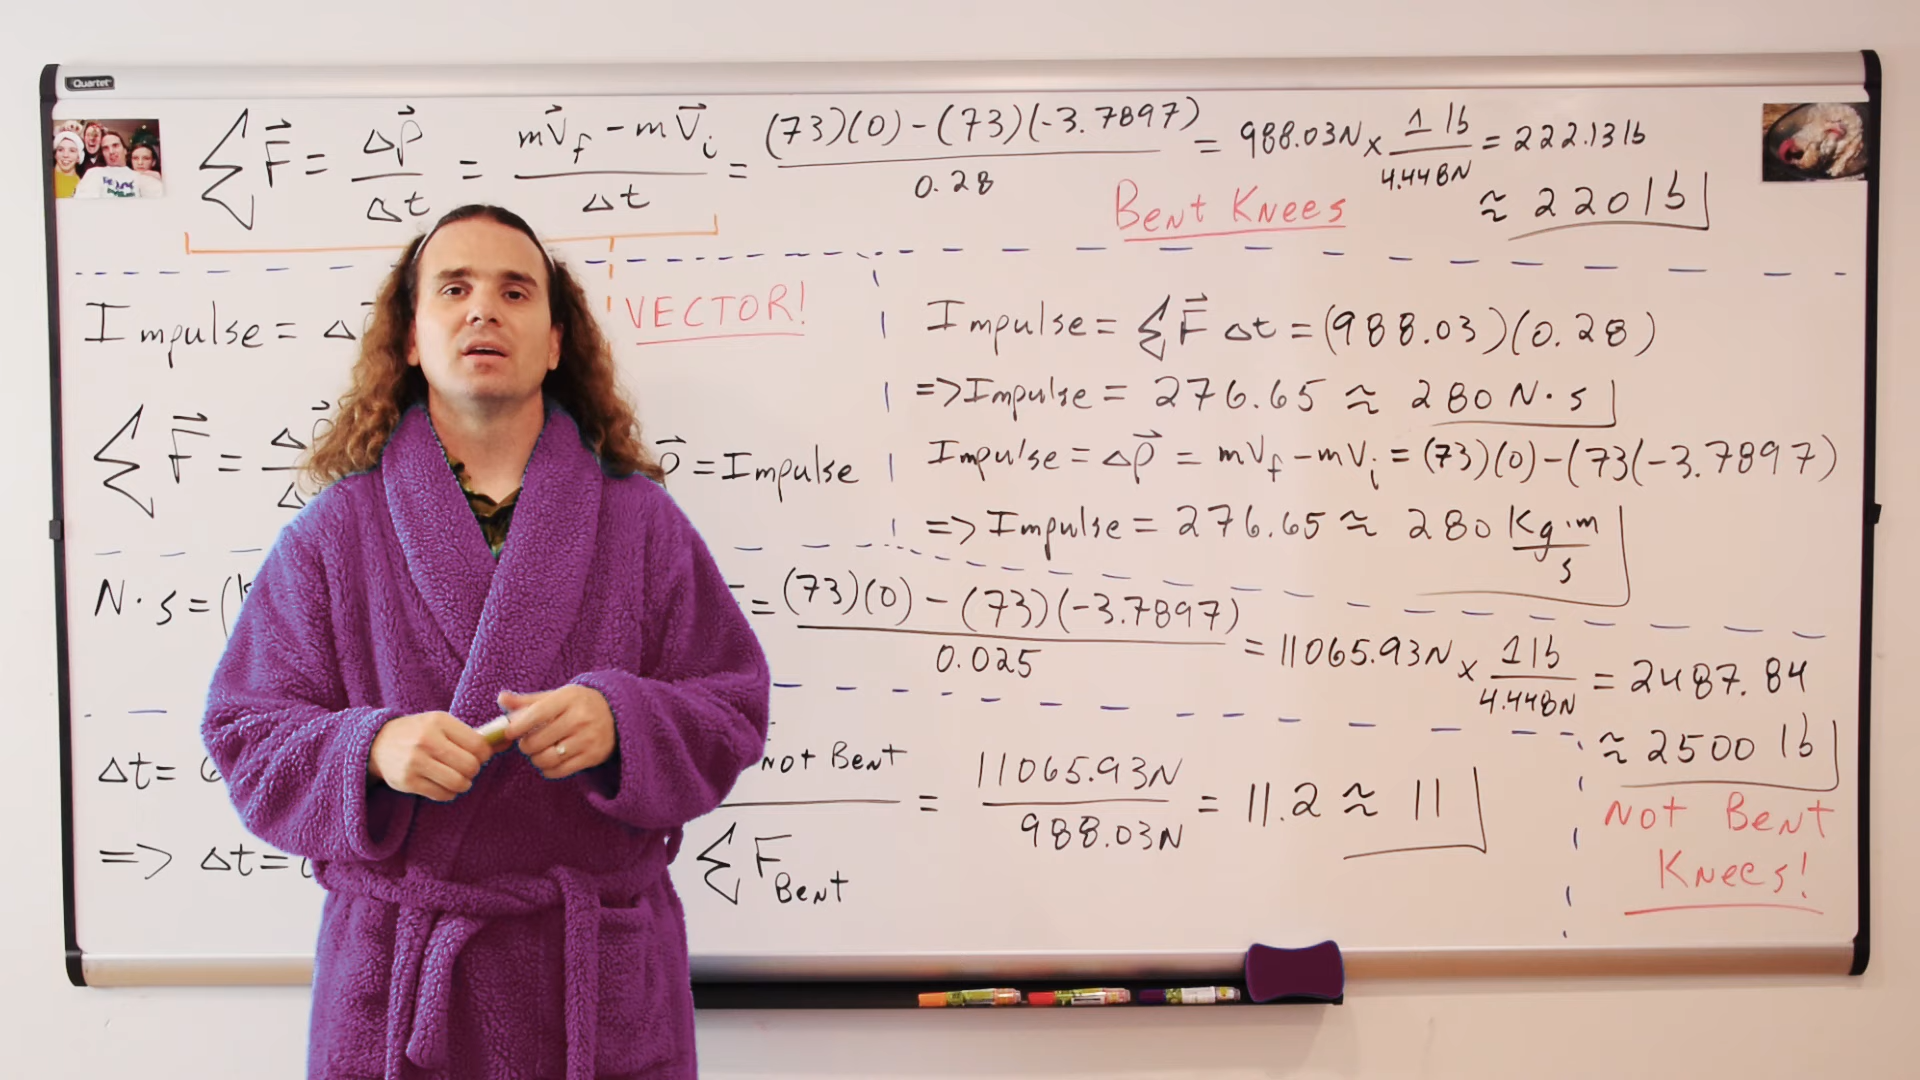 Quartet
ΣF⃗ = Δp⃗/Δt = (mV⃗f − mV⃗i)/Δt = ((73)(0) − (73)(-3.7897))/0.28 = 988.03N × 1 lb/4.448N = 222.13 lb
≈ 220 lb
Bent Knees
VECTOR!
Impulse = Δ
ΣF⃗ = Δ
p⃗ = Impulse
Impulse = ΣF⃗ Δt = (988.03)(0.28)
=> Impulse = 276.65 ≈ 280 N·s
Impulse = Δp⃗ = mVf − mVi = (73)(0) − (73(-3.7897)
=> Impulse = 276.65 ≈ 280 Kg·m/s
N·s = (
= ((73)(0) − (73)(-3.7897))/0.025 = 11065.93N × 1 lb/4.448N = 2487.84
≈ 2500 lb
Not Bent
Knees!
Δt=
=> Δt=
Not Bent
ΣF Bent
= 11065.93N/988.03N = 11.2 ≈ 11